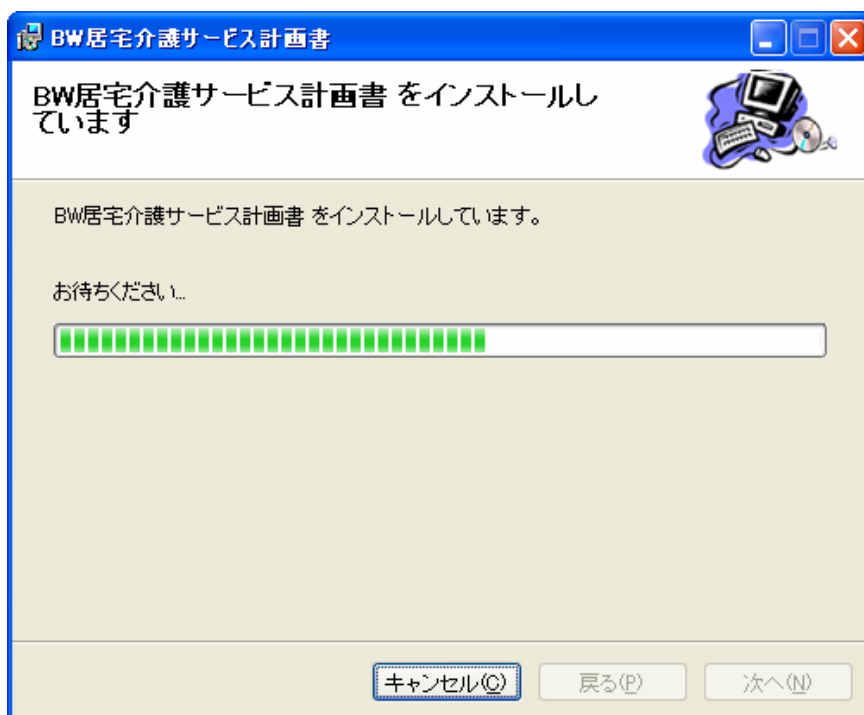 BW居宅介護サービス計画書
BW居宅介護サービス計画書 をインストールし
ています
BW居宅介護サービス計画書 をインストールしています。
お待ちください...
キャンセル(C)
戻る(P)
次へ(N)